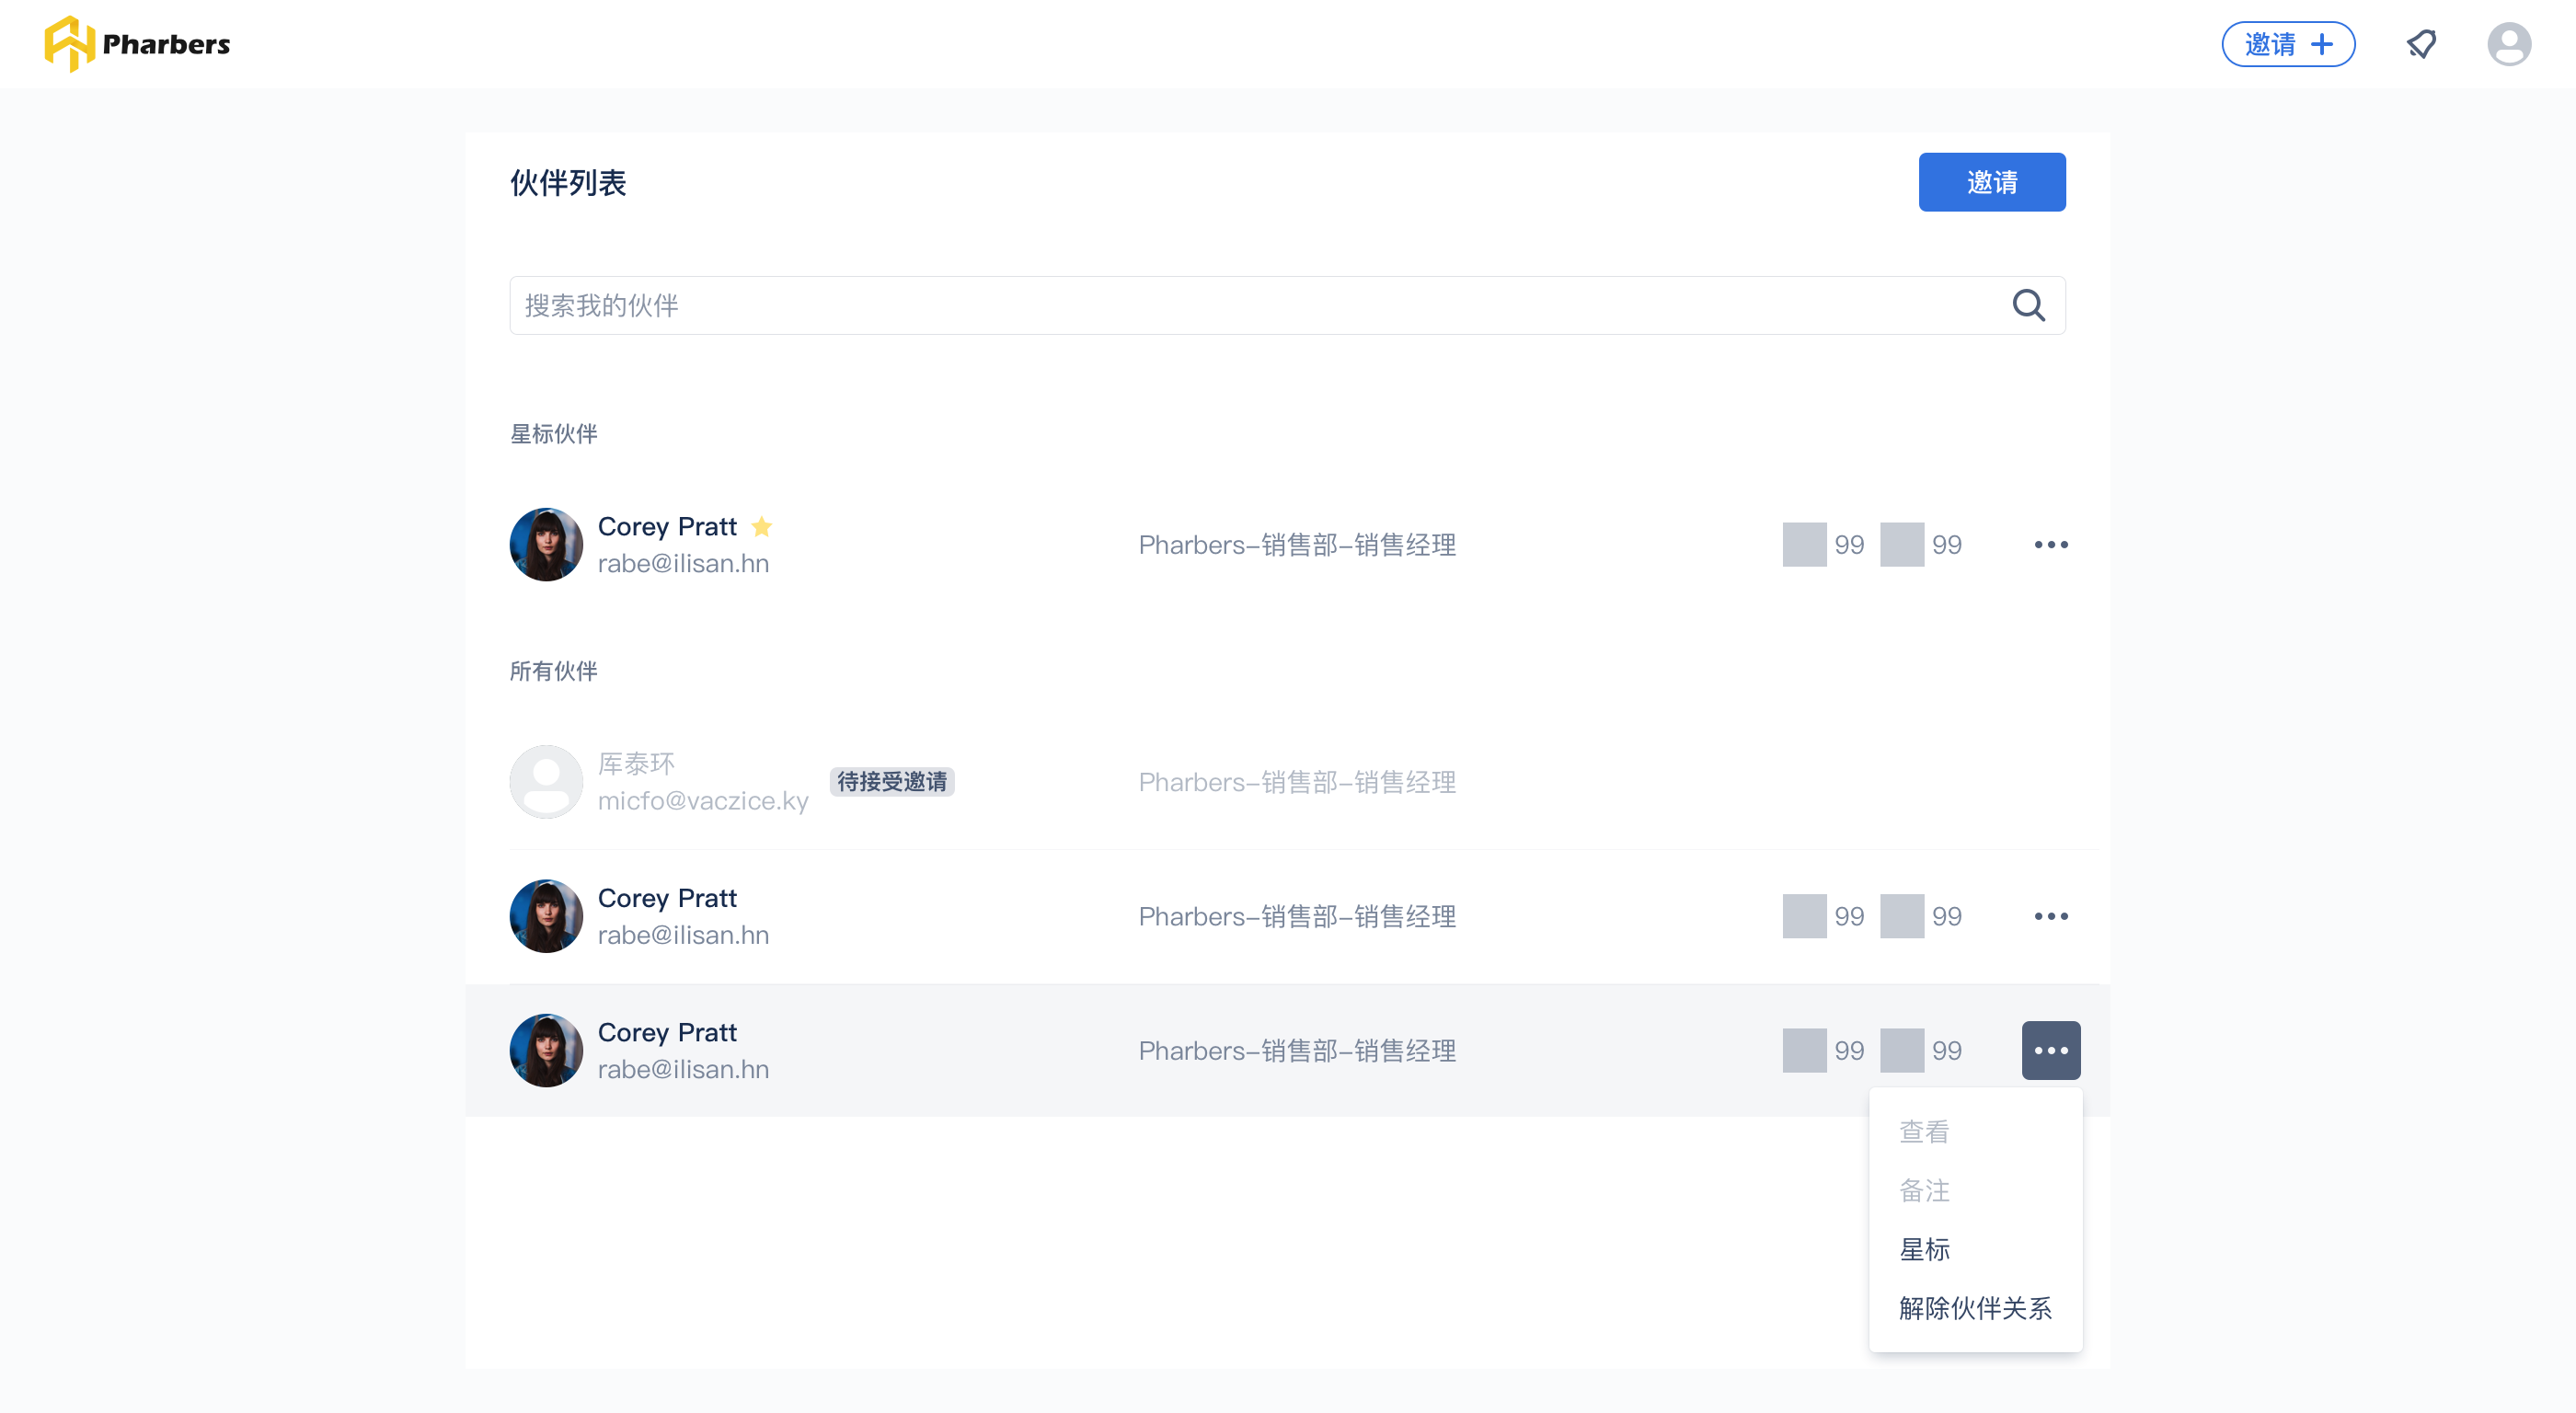 Pharbers
邀请
伙伴列表
邀请
搜索我的伙伴
星标伙伴
Corey Pratt
rabe@ilisan.hn
Pharbers-销售部-销售经理
99
99
所有伙伴
厍泰环
micfo@vaczice.ky
待接受邀请
Pharbers-销售部-销售经理
Corey Pratt
rabe@ilisan.hn
Pharbers-销售部-销售经理
99
99
Corey Pratt
rabe@ilisan.hn
Pharbers-销售部-销售经理
99
99
查看
备注
星标
解除伙伴关系